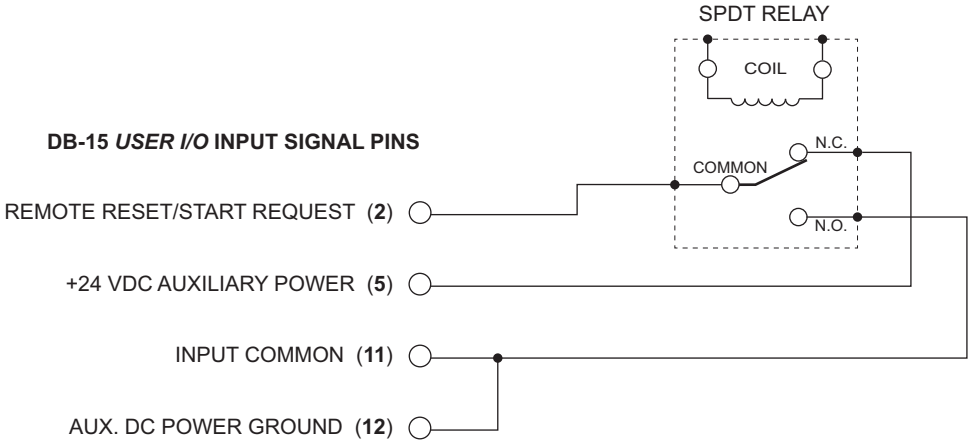 SPDT RELAY
COIL
DB-15 USER I/O INPUT SIGNAL PINS
N.C.
COMMON
REMOTE RESET/START REQUEST (2)
N.O.
+24 VDC AUXILIARY POWER (5)
INPUT COMMON (11)
AUX. DC POWER GROUND (12)